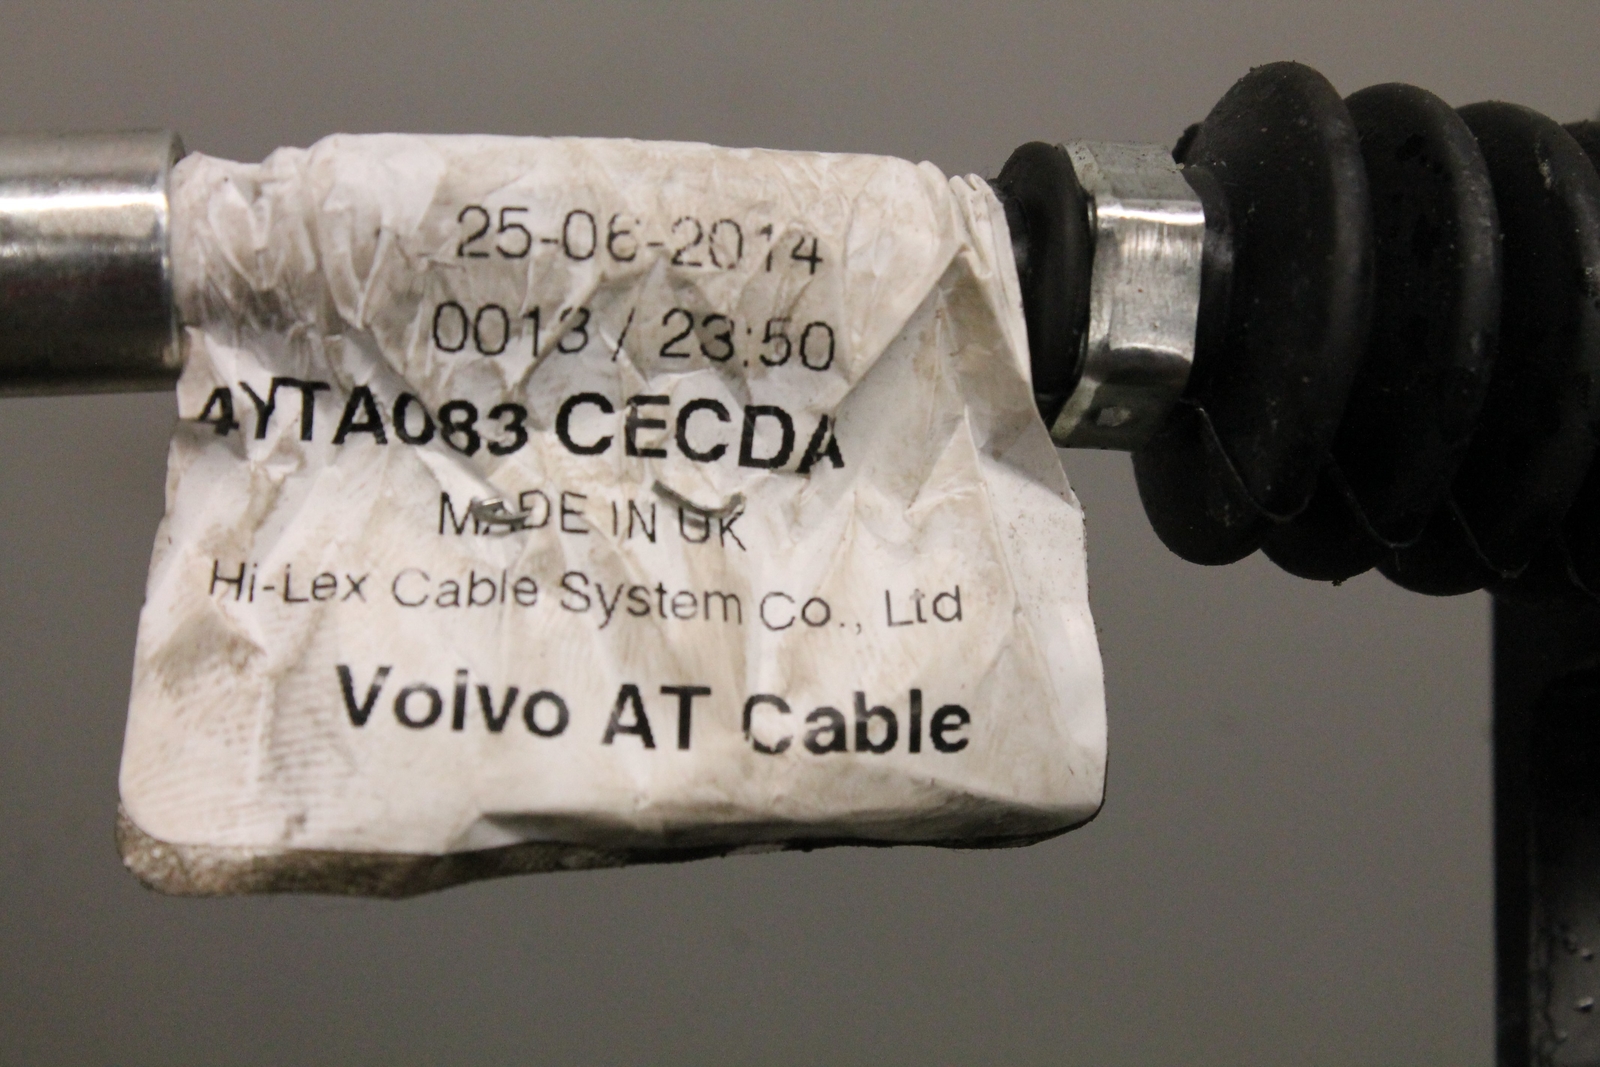 25-06-2014
0013 / 23:50
4YTA083 CECDA
MADE IN UK
Hi-Lex Cable System Co., Ltd
Volvo AT Cable